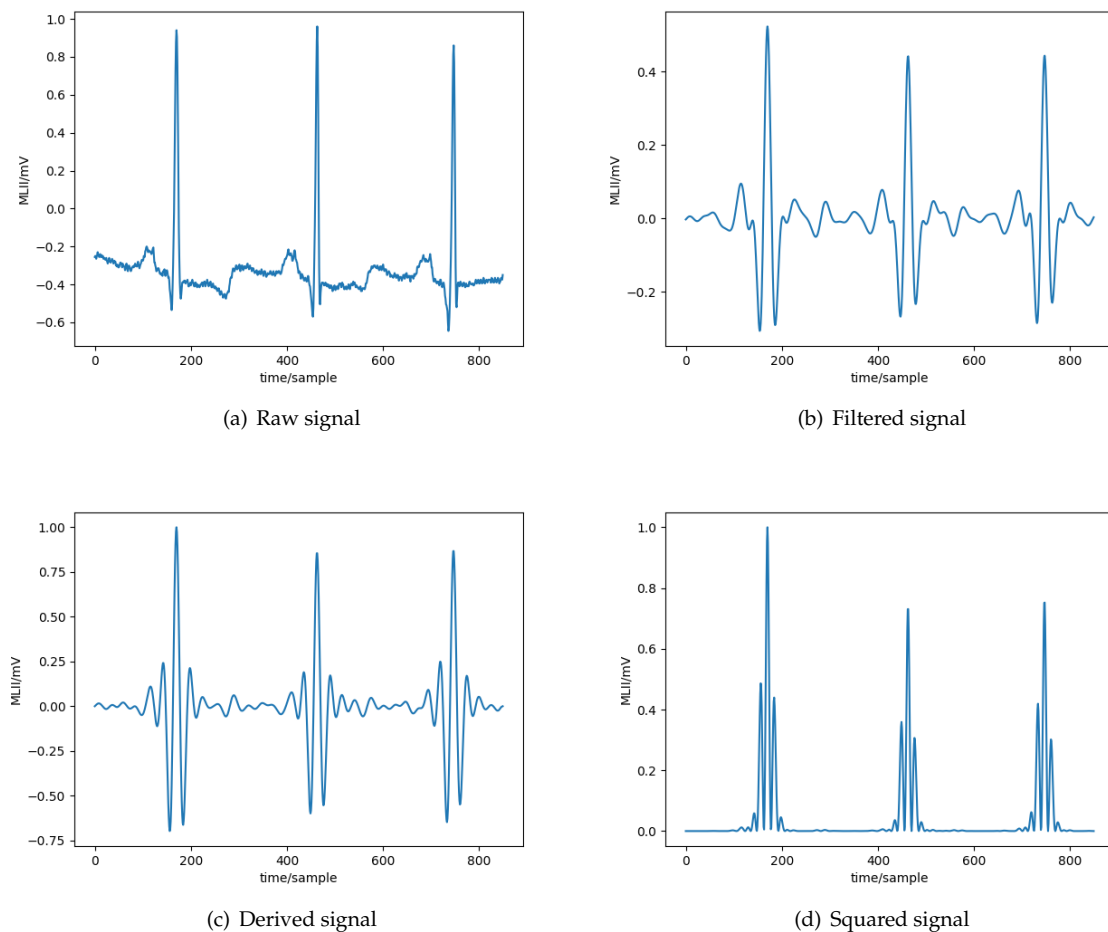 1.0
0.8
0.6
0.4
0.2
0.0
−0.2
−0.4
−0.6
MLII/mV
0 200 400 600 800
time/sample
(a) Raw signal
0.4
0.2
0.0
−0.2
MLII/mV
0 200 400 600 800
time/sample
(b) Filtered signal
1.00
0.75
0.50
0.25
0.00
−0.25
−0.50
−0.75
MLII/mV
0 200 400 600 800
time/sample
(c) Derived signal
1.0
0.8
0.6
0.4
0.2
0.0
MLII/mV
0 200 400 600 800
time/sample
(d) Squared signal